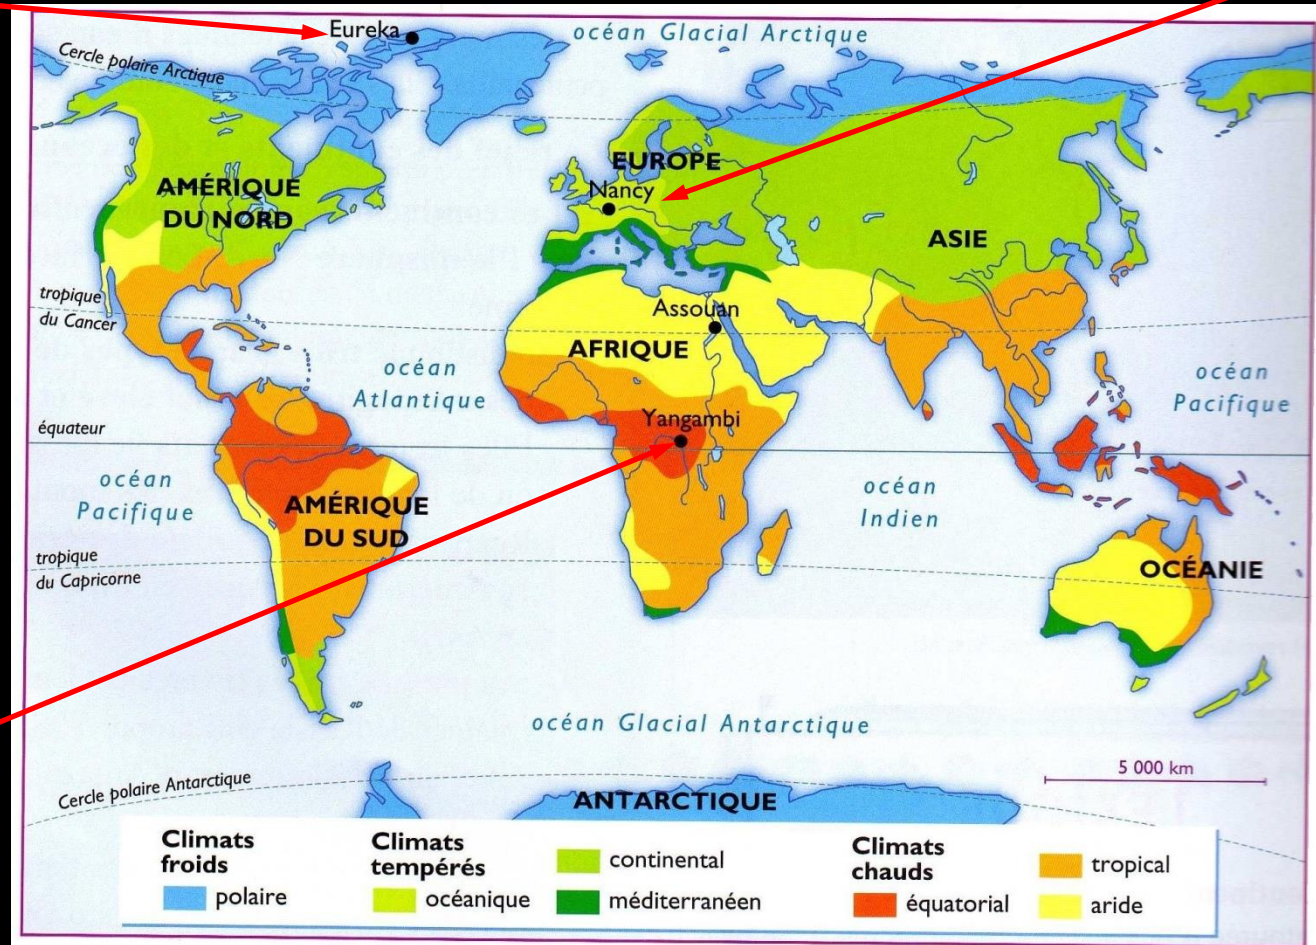 Eureka
océan Glacial Arctique
Cercle polaire Arctique
EUROPE
Nancy
AMÉRIQUE
DU NORD
ASIE
tropique
du Cancer
Assouan
AFRIQUE
océan
Atlantique
océan
Pacifique
équateur
Yangambi
océan
Pacifique
océan
Indien
AMÉRIQUE
DU SUD
tropique
du Capricorne
OCÉANIE
océan Glacial Antarctique
5 000 km
Cercle polaire Antarctique
ANTARCTIQUE
Climats
froids
polaire
Climats
tempérés
océanique
continental
méditerranéen
Climats
chauds
équatorial
tropical
aride